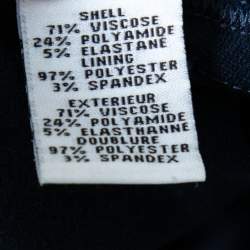 SHELL
71% VISCOSE
24% POLYAMIDE
5% ELASTANE
LINING
97% POLYESTER
3% SPANDEX
EXTERIEUR
71% VISCOSE
24% POLYAMIDE
5% ELASTHANNE
DOUBLURE
97% POLYESTER
3% SPANDEX